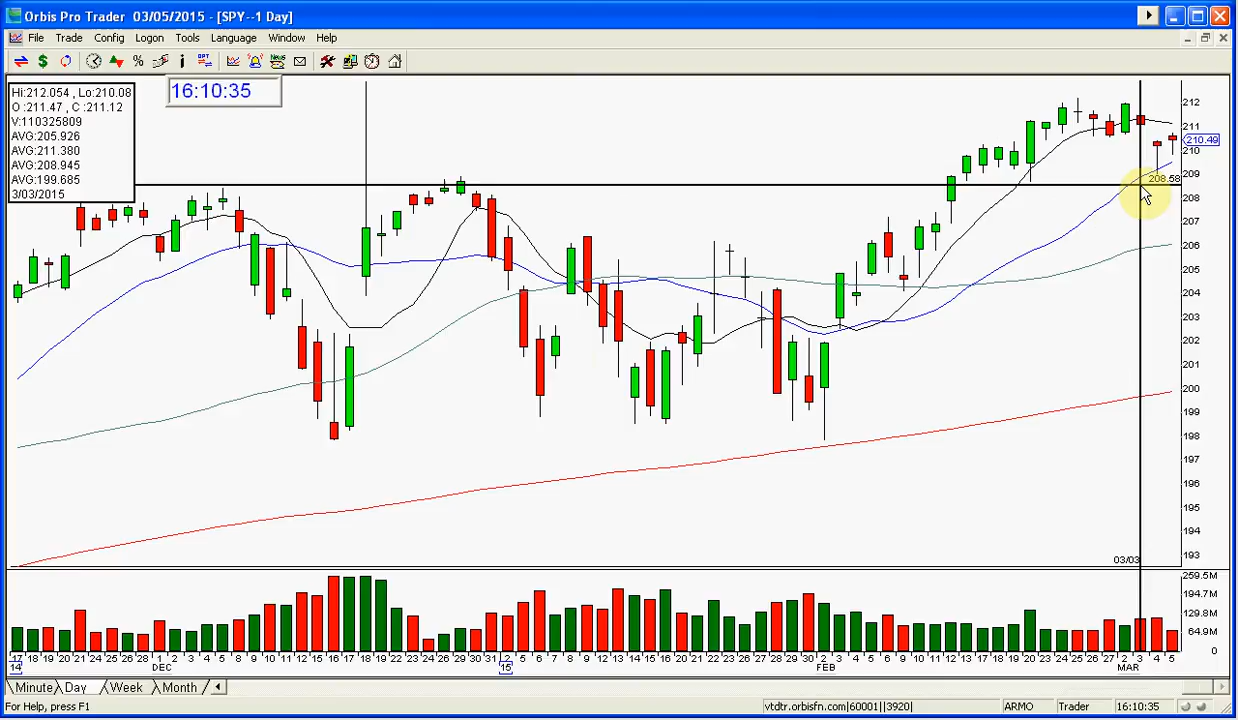 Orbis Pro Trader 03/05/2015 - [SPY--1 Day]
File Trade Config Logon Tools Language Window Help
Hi:212.054 , Lo:210.08
O :211.47 , C :211.12
V:110325809
AVG:205.926
AVG:211.380
AVG:208.945
AVG:199.685
3/03/2015
16:10:35
212
211
210.49
210
209
208.58
208
207
206
205
204
203
202
201
200
199
198
197
196
195
194
193
03/03
259.5M
194.7M
129.8M
64.9M
0
17 18 19 20 21 24 25 26 28 1 2 3 4 5 8 9 10 11 12 15 16 17 18 19 22 23 24 26 29 30 31 2 5 6 7 8 9 12 13 14 15 16 20 21 22 23 26 27 28 29 30 2 3 4 5 6 9 10 11 12 13 17 18 19 20 23 24 25 26 27 2 3 4 5
14 DEC 15 FEB MAR
Minute Day Week Month
For Help, press F1
vtdtr.orbisfn.com|60001||3920|
ARMO
Trader
16:10:35